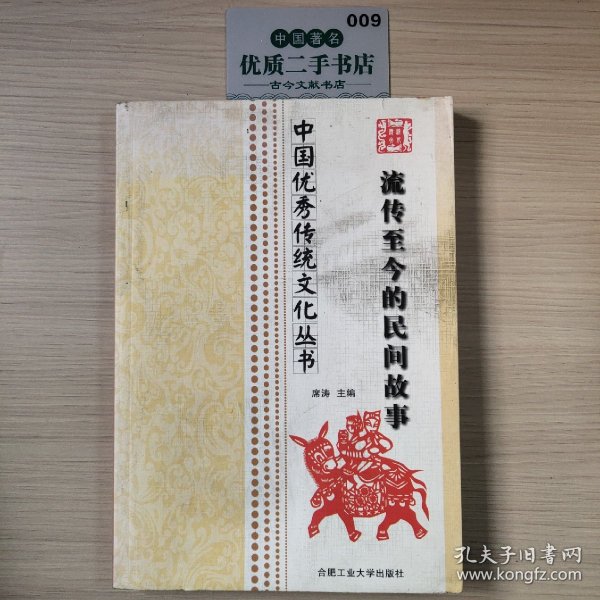 009
中国著名
优质二手书店
古今文献书店
流传至今的民间故事
中国优秀传统文化丛书
席涛 主编
合肥工业大学出版社
孔夫子旧书网
www.kongfz.com